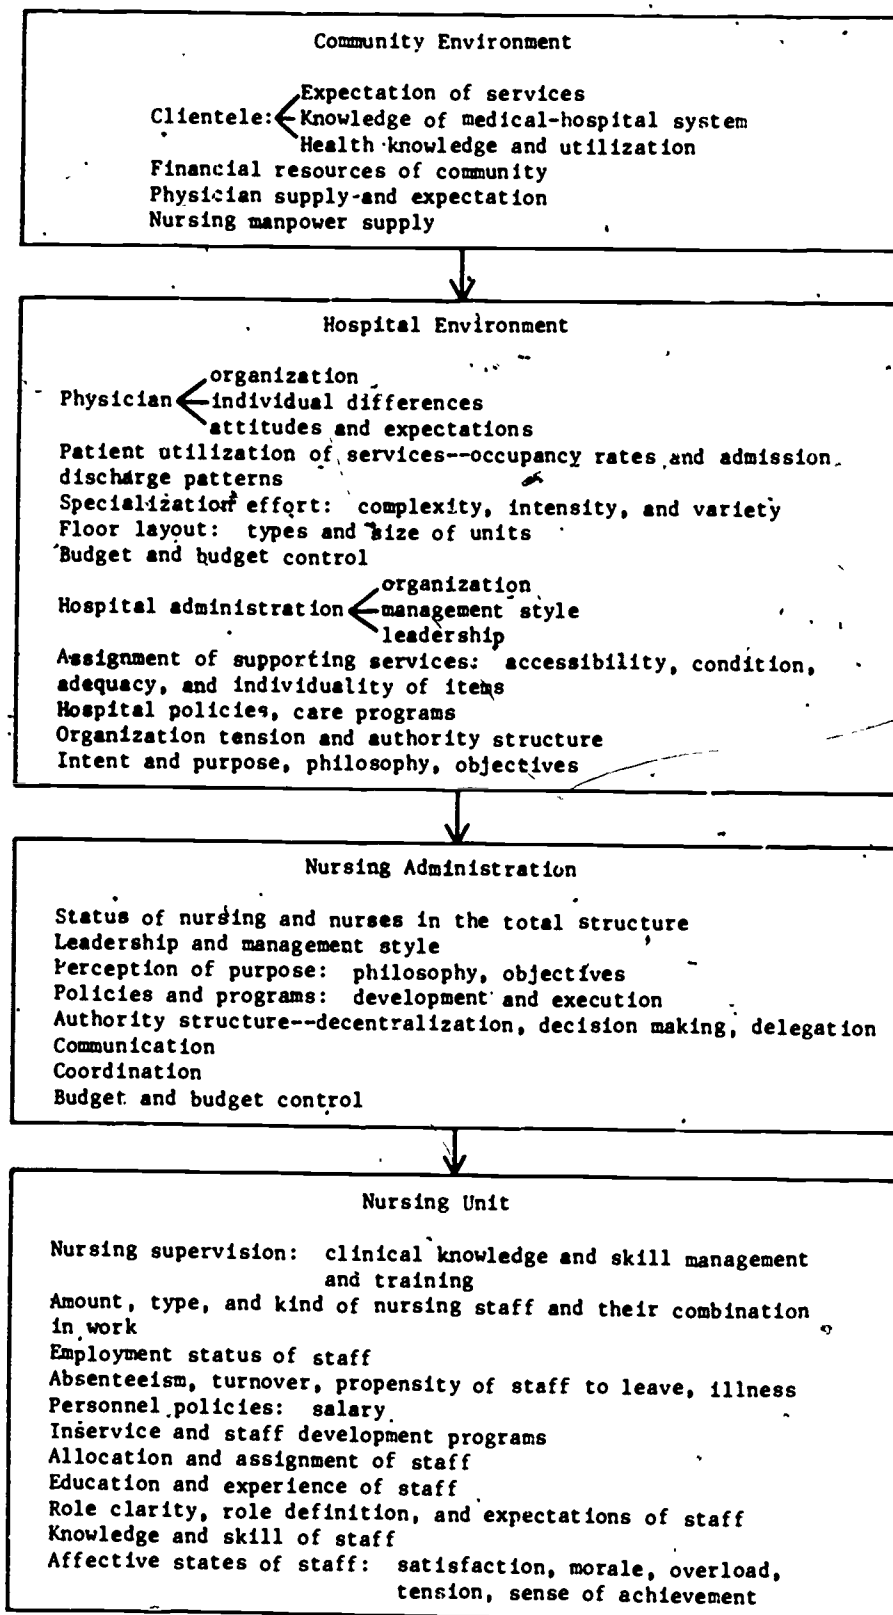 Community Environment
Expectation of services
Clientele: Knowledge of medical-hospital system
Health knowledge and utilization
Financial resources of community
Physician supply and expectation
Nursing manpower supply
Hospital Environment
organization
Physician individual differences
attitudes and expectations
Patient utilization of services--occupancy rates and admission
discharge patterns
Specialization effort: complexity, intensity, and variety
Floor layout: types and size of units
Budget and budget control
organization
Hospital administration management style
leadership
Assignment of supporting services: accessibility, condition,
adequacy, and individuality of items
Hospital policies, care programs
Organization tension and authority structure
Intent and purpose, philosophy, objectives
Nursing Administration
Status of nursing and nurses in the total structure
Leadership and management style
Perception of purpose: philosophy, objectives
Policies and programs: development and execution
Authority structure--decentralization, decision making, delegation
Communication
Coordination
Budget and budget control
Nursing Unit
Nursing supervision: clinical knowledge and skill management
and training
Amount, type, and kind of nursing staff and their combination
in work
Employment status of staff
Absenteeism, turnover, propensity of staff to leave, illness
Personnel policies: salary
Inservice and staff development programs
Allocation and assignment of staff
Education and experience of staff
Role clarity, role definition, and expectations of staff
Knowledge and skill of staff
Affective states of staff: satisfaction, morale, overload,
tension, sense of achievement